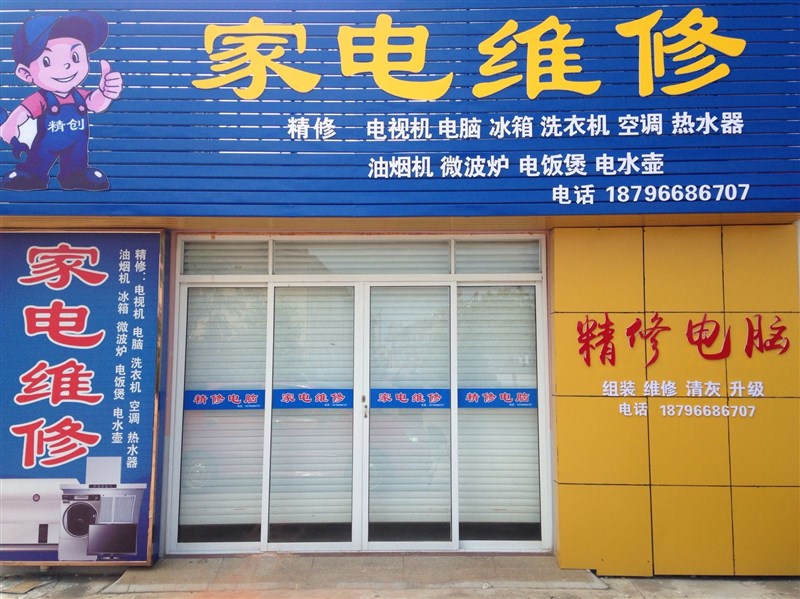 家电维修
精创
精修 电视机 电脑 冰箱 洗衣机 空调 热水器
油烟机 微波炉 电饭煲 电水壶
电话 18796686707
家电维修
精修：电视机 电脑 洗衣机 空调 热水器
油烟机 冰箱 微波炉 电饭煲 电水壶
精修电脑
家电维修
家电维修
精修电脑
精修电脑
组装 维修 清灰 升级
电话 18796686707